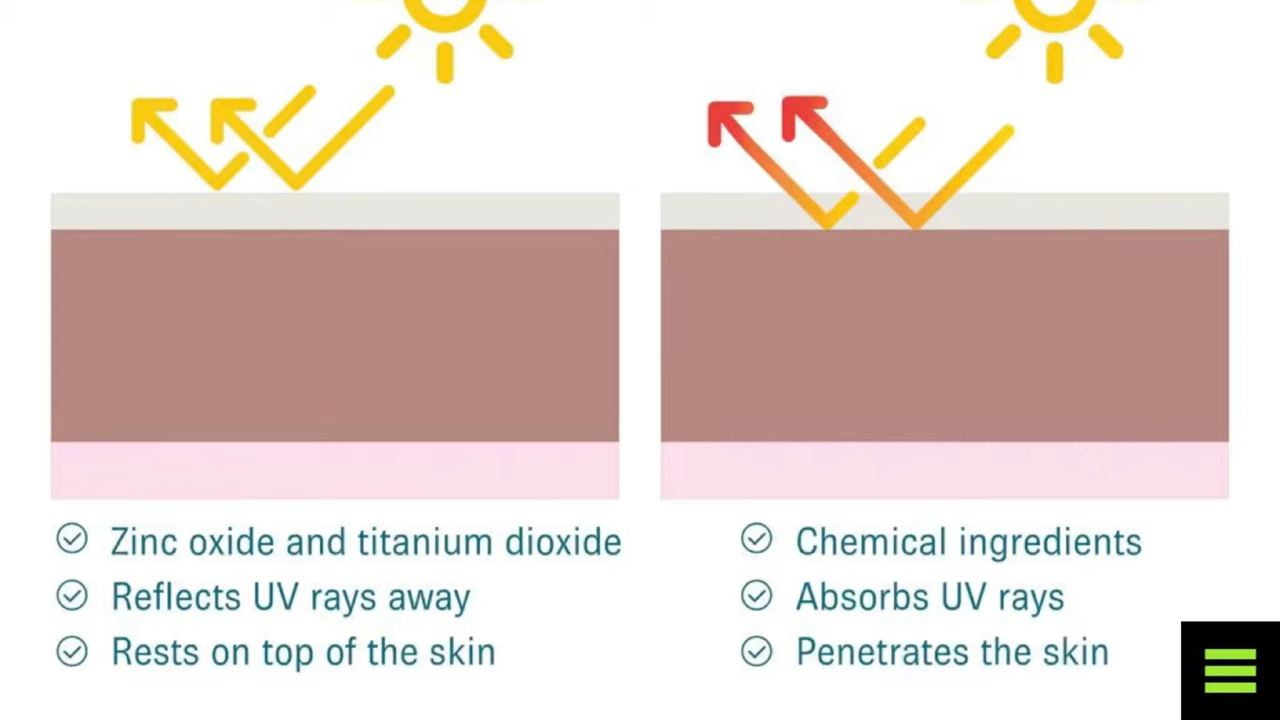 Zinc oxide and titanium dioxide
Reflects UV rays away
Rests on top of the skin
Chemical ingredients
Absorbs UV rays
Penetrates the skin